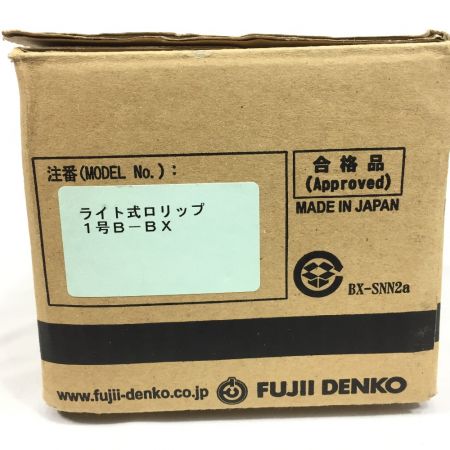 注番(MODEL No.):
ライト式ロリップ
1号B-BX
合格品
(Approved)
MADE IN JAPAN
BX-SNN2a
www.fujii-denko.co.jp FUJII DENKO